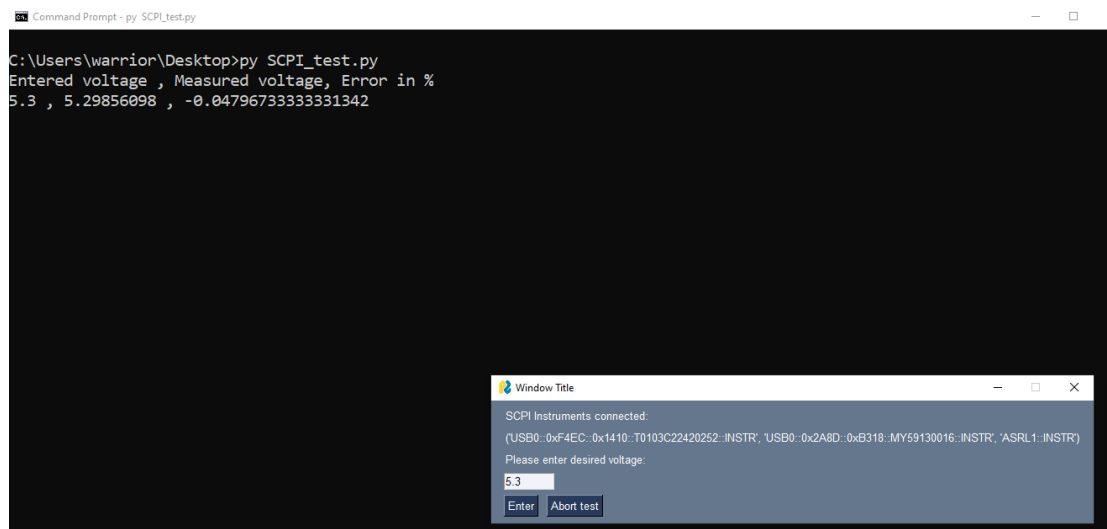 Command Prompt - py SCPI_test.py
C:\Users\warrior\Desktop>py SCPI_test.py
Entered voltage , Measured voltage, Error in %
5.3 , 5.29856098 , -0.04796733333331342
Window Title
SCPI Instruments connected:
('USB0::0xF4EC::0x1410::T0103C22420252::INSTR', 'USB0::0x2A8D::0xB318::MY59130016::INSTR', 'ASRL1::INSTR')
Please enter desired voltage:
5.3
Enter Abort test